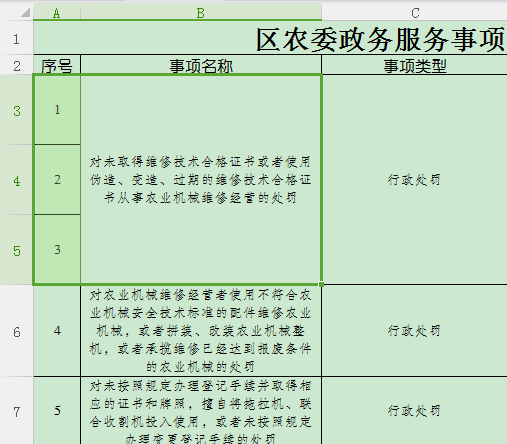 A B C
1 区农委政务服务事项
2 序号 事项名称 事项类型
3 1
4 2 对未取得维修技术合格证书或者使用
伪造、变造、过期的维修技术合格证 行政处罚
书从事农业机械维修经营的处罚
5 3
6 4 对农业机械维修经营者使用不符合农
业机械安全技术标准的配件维修农业
机械，或者拼装、改装农业机械整 行政处罚
机，或者承揽维修已经达到报废条件
的农业机械的处罚
7 5 对未按照规定办理登记手续并取得相
应的证书和牌照，擅自将拖拉机、联 行政处罚
合收割机投入使用，或者未按照规定
办理变更登记手续的处罚